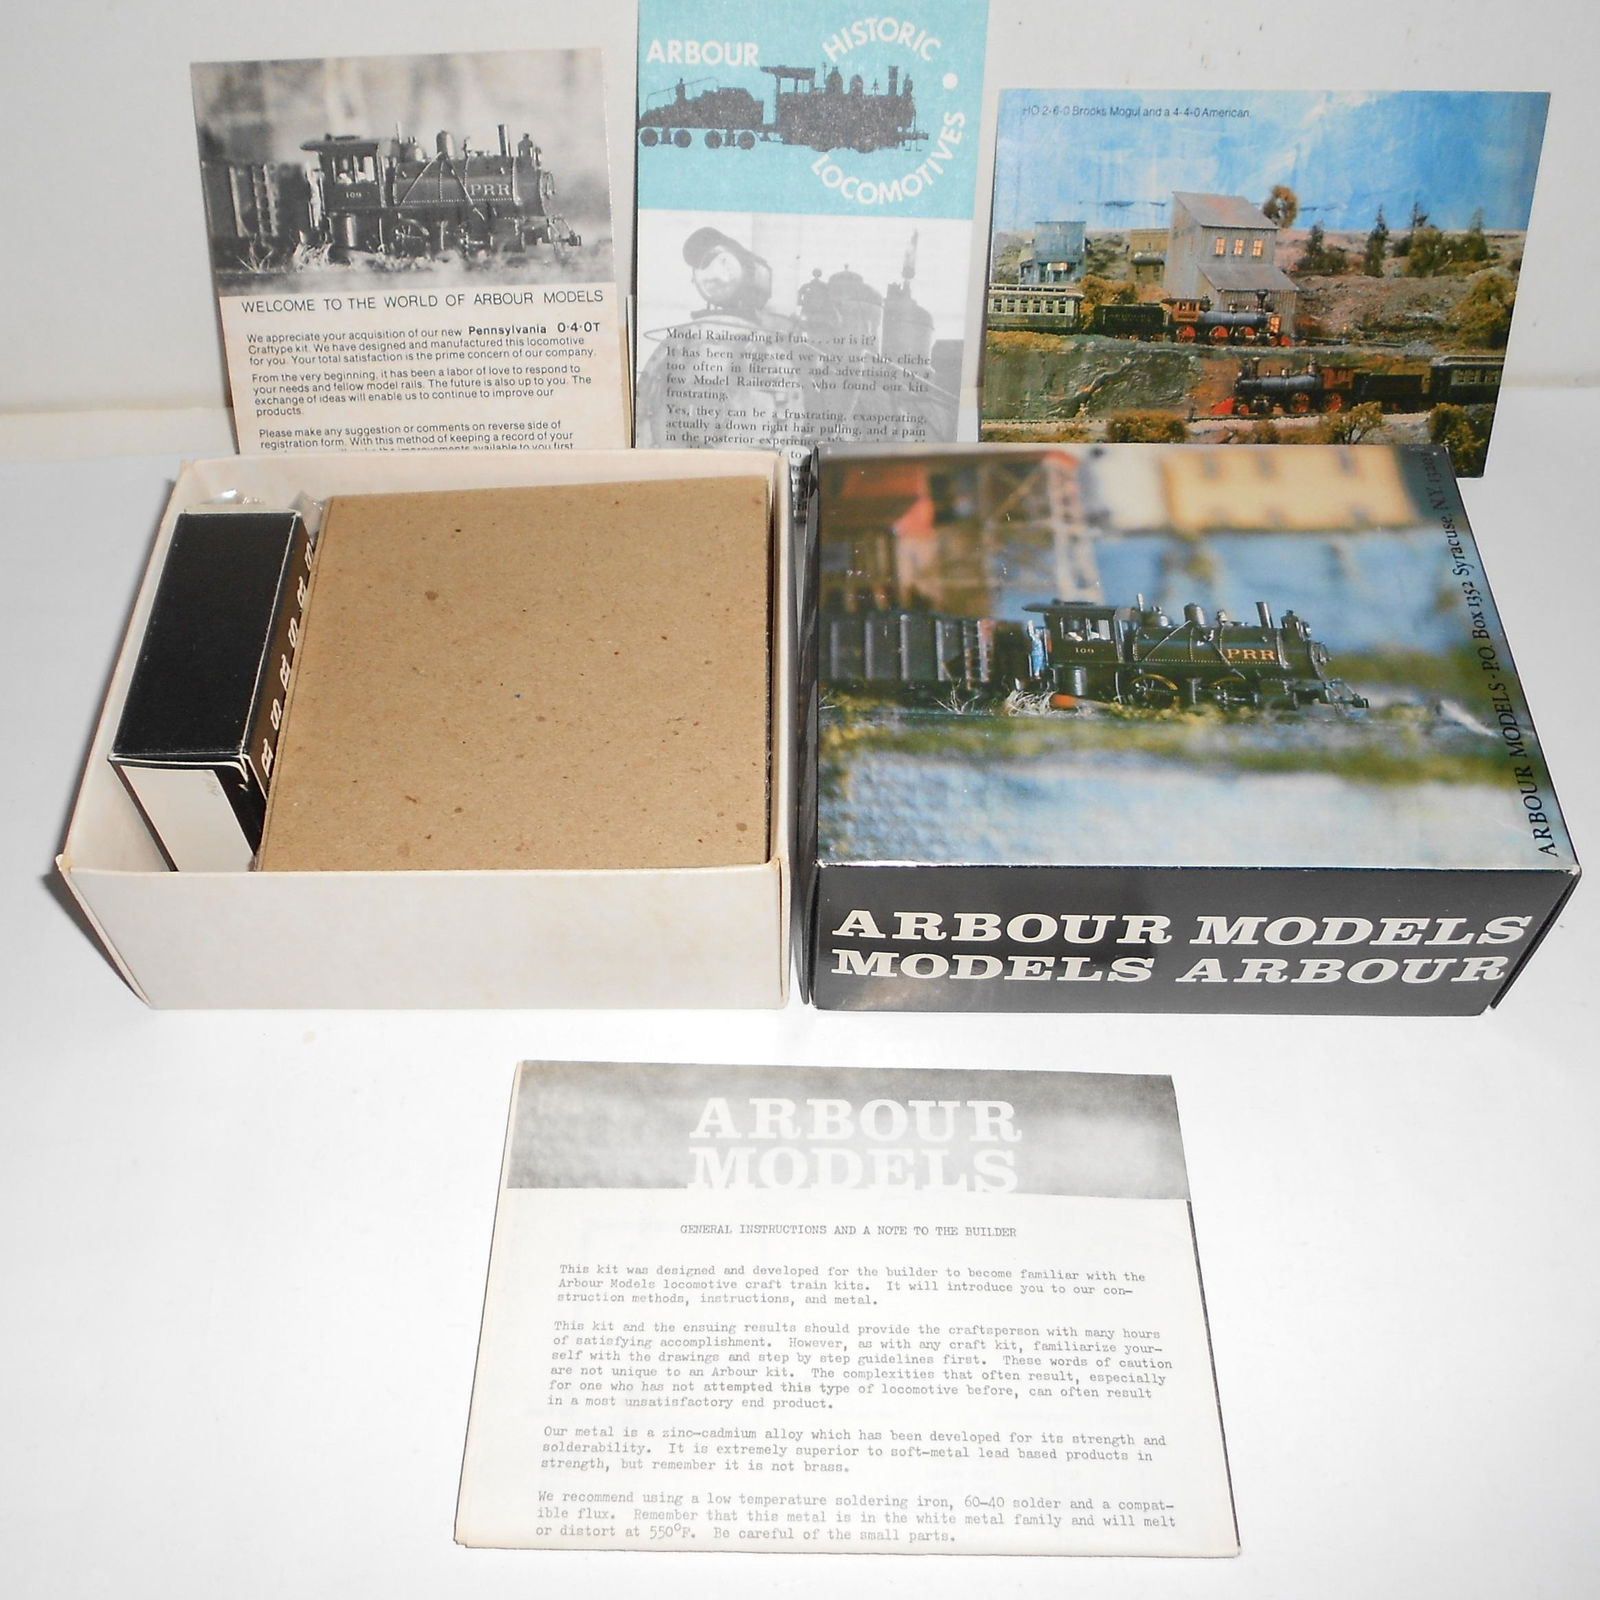 109
PRR
WELCOME TO THE WORLD OF ARBOUR MODELS
We appreciate your acquisition of our new Pennsylvania 0·4·0T
Craftype kit. We have designed and manufactured this locomotive
for you. Your total satisfaction is the prime concern of our company.
From the very beginning, it has been a labor of love to respond to
your needs and fellow model rails. The future is also up to you. The
exchange of ideas will enable us to continue to improve our
products.
Please make any suggestion or comments on reverse side of
registration form. With this method of keeping a record of your
ARBOUR
HISTORIC
LOCOMOTIVES
Model Railroading is fun . . . or is it?
It has been suggested we may use this cliche
too often in literature and advertising by a
few Model Railroaders, who found our kits
frustrating.
Yes, they can be a frustrating, exasperating,
actually a down right hair pulling, and a pain
in the posterior experience.
HO 2-6-0 Brooks Mogul and a 4-4-0 American.
109
PRR
ARBOUR MODELS - P.O. Box 1352 Syracuse, N.Y.
ARBOUR MODELS
MODELS ARBOUR
ARBOUR
MODELS
GENERAL INSTRUCTIONS AND A NOTE TO THE BUILDER
This kit was designed and developed for the builder to become familiar with the
Arbour Models locomotive craft train kits. It will introduce you to our con-
struction methods, instructions, and metal.
This kit and the ensuing results should provide the craftsperson with many hours
of satisfying accomplishment. However, as with any craft kit, familiarize your-
self with the drawings and step by step guidelines first. These words of caution
are not unique to an Arbour kit. The complexities that often result, especially
for one who has not attempted this type of locomotive before, can often result
in a most unsatisfactory end product.
Our metal is a zinc-cadmium alloy which has been developed for its strength and
solderability. It is extremely superior to soft-metal lead based products in
strength, but remember it is not brass.
We recommend using a low temperature soldering iron, 60-40 solder and a compat-
ible flux. Remember that this metal is in the white metal family and will melt
or distort at 550°F. Be careful of the small parts.